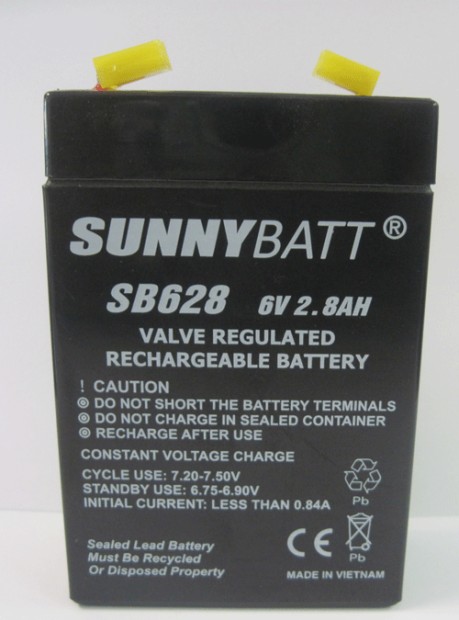 SUNNYBATT®
SB628 6V 2.8AH
VALVE REGULATED
RECHARGEABLE BATTERY
! CAUTION
◎ DO NOT SHORT THE BATTERY TERMINALS
◎ DO NOT CHARGE IN SEALED CONTAINER
◎ RECHARGE AFTER USE
CONSTANT VOLTAGE CHARGE
CYCLE USE: 7.20-7.50V
STANDBY USE: 6.75-6.90V
INITIAL CURRENT: LESS THAN 0.84A
Pb
Sealed Lead Battery
Must Be Recycled
Or Disposed Property
CE
Pb
MADE IN VIETNAM